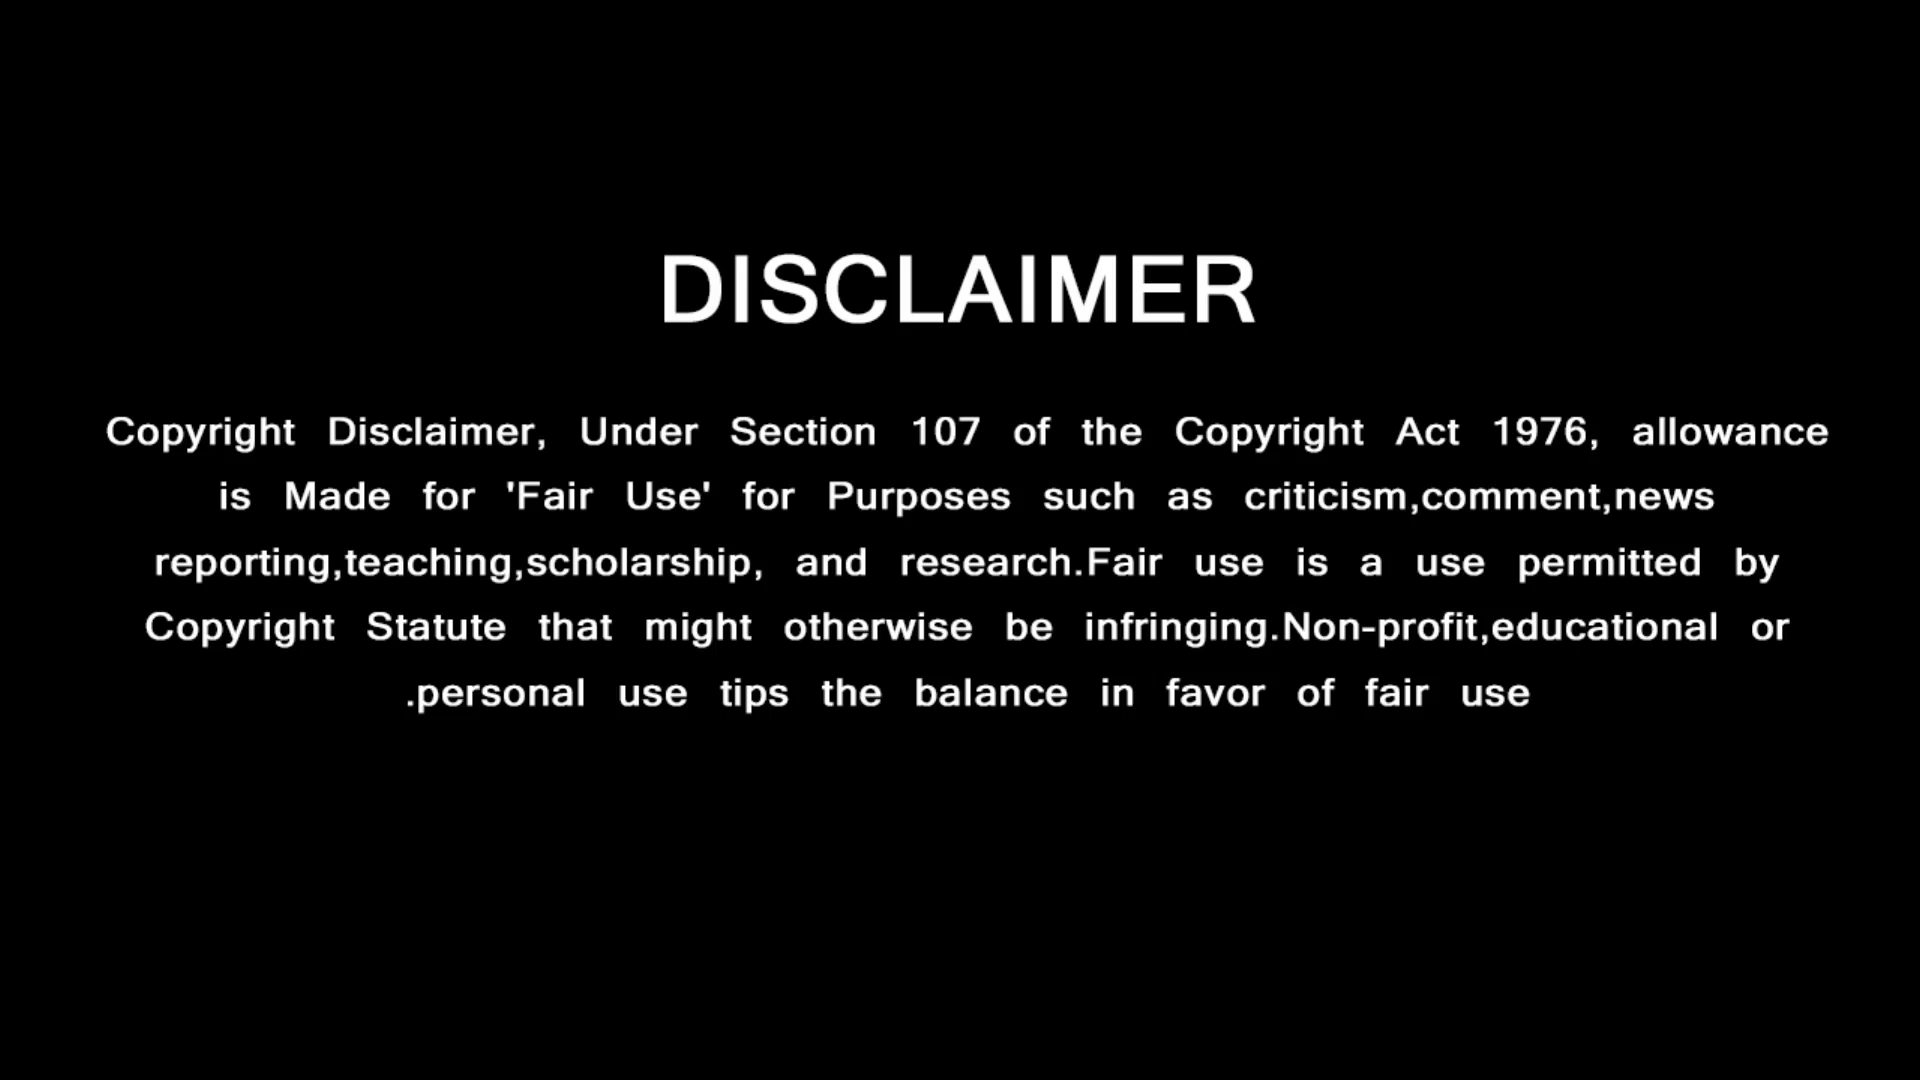 DISCLAIMER
Copyright Disclaimer, Under Section 107 of the Copyright Act 1976, allowance
is Made for 'Fair Use' for Purposes such as criticism,comment,news
reporting,teaching,scholarship, and research.Fair use is a use permitted by
Copyright Statute that might otherwise be infringing.Non-profit,educational or
.personal use tips the balance in favor of fair use